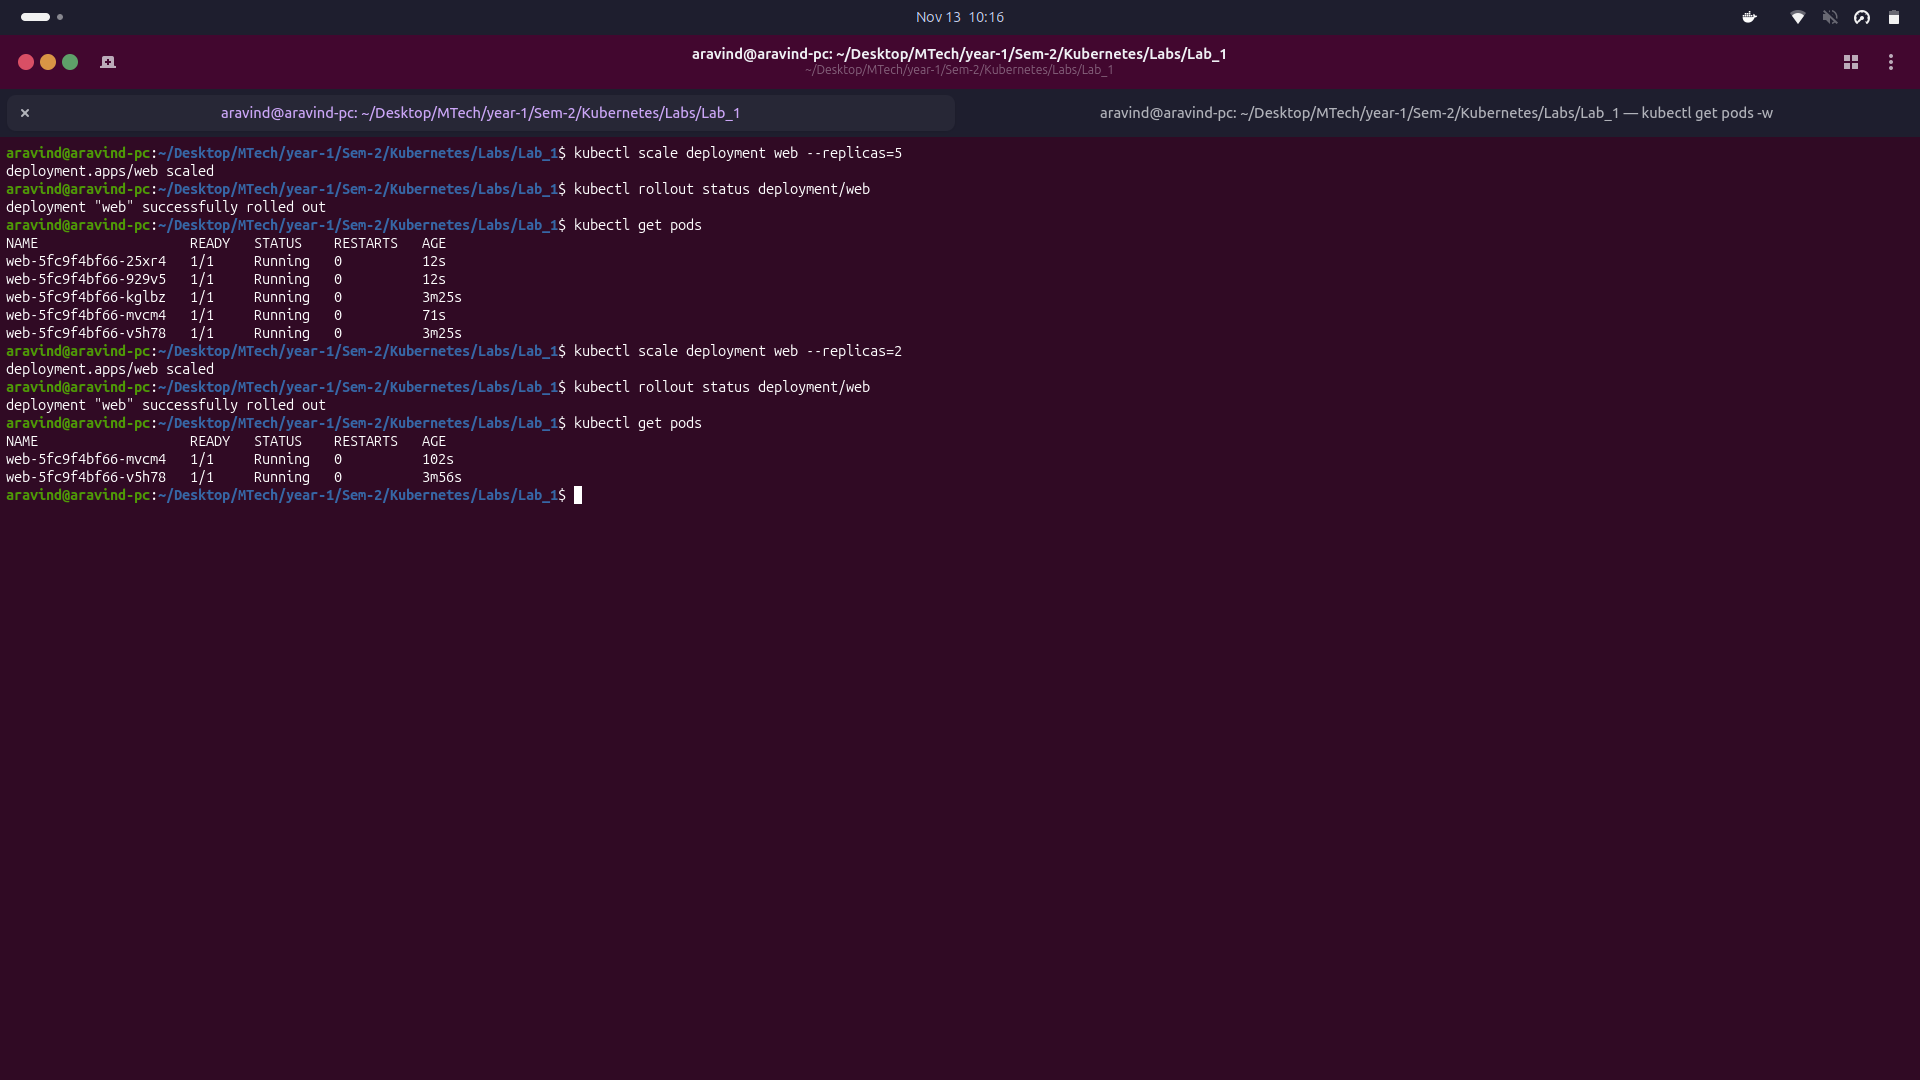 Nov 13 10:16
aravind@aravind-pc: ~/Desktop/MTech/year-1/Sem-2/Kubernetes/Labs/Lab_1
~/Desktop/MTech/year-1/Sem-2/Kubernetes/Labs/Lab_1
aravind@aravind-pc: ~/Desktop/MTech/year-1/Sem-2/Kubernetes/Labs/Lab_1
aravind@aravind-pc: ~/Desktop/MTech/year-1/Sem-2/Kubernetes/Labs/Lab_1 — kubectl get pods -w
aravind@aravind-pc:~/Desktop/MTech/year-1/Sem-2/Kubernetes/Labs/Lab_1$ kubectl scale deployment web --replicas=5
deployment.apps/web scaled
aravind@aravind-pc:~/Desktop/MTech/year-1/Sem-2/Kubernetes/Labs/Lab_1$ kubectl rollout status deployment/web
deployment "web" successfully rolled out
aravind@aravind-pc:~/Desktop/MTech/year-1/Sem-2/Kubernetes/Labs/Lab_1$ kubectl get pods
NAME                   READY   STATUS    RESTARTS   AGE
web-5fc9f4bf66-25xr4   1/1     Running   0          12s
web-5fc9f4bf66-929v5   1/1     Running   0          12s
web-5fc9f4bf66-kglbz   1/1     Running   0          3m25s
web-5fc9f4bf66-mvcm4   1/1     Running   0          71s
web-5fc9f4bf66-v5h78   1/1     Running   0          3m25s
aravind@aravind-pc:~/Desktop/MTech/year-1/Sem-2/Kubernetes/Labs/Lab_1$ kubectl scale deployment web --replicas=2
deployment.apps/web scaled
aravind@aravind-pc:~/Desktop/MTech/year-1/Sem-2/Kubernetes/Labs/Lab_1$ kubectl rollout status deployment/web
deployment "web" successfully rolled out
aravind@aravind-pc:~/Desktop/MTech/year-1/Sem-2/Kubernetes/Labs/Lab_1$ kubectl get pods
NAME                   READY   STATUS    RESTARTS   AGE
web-5fc9f4bf66-mvcm4   1/1     Running   0          102s
web-5fc9f4bf66-v5h78   1/1     Running   0          3m56s
aravind@aravind-pc:~/Desktop/MTech/year-1/Sem-2/Kubernetes/Labs/Lab_1$